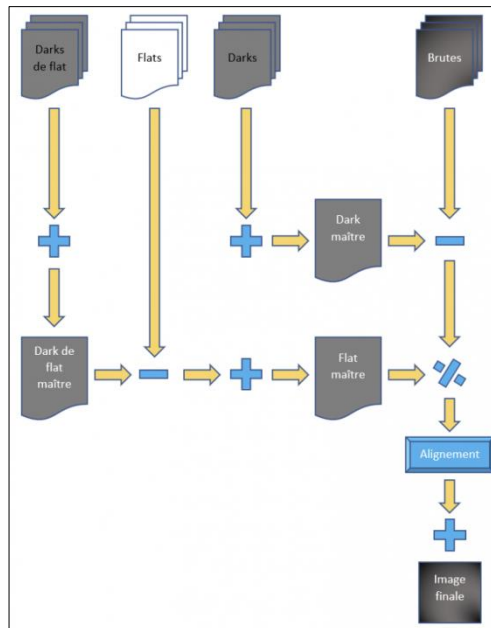 Darks
de flat
Flats
Darks
Brutes
Dark
maître
Dark de
flat
maître
Flat
maître
Alignement
Image
finale